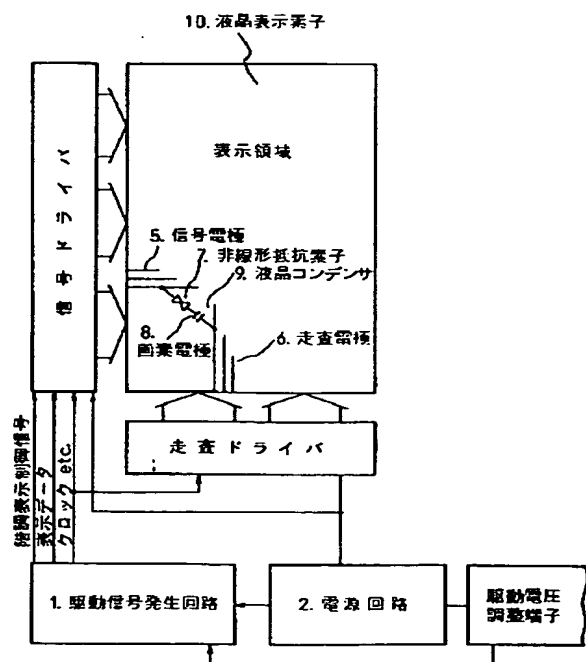 10. 液晶表示素子
信号ドライバ
表示領域
5. 信号電極
7. 非線形抵抗素子
9. 液晶コンデンサ
8.
画素電極
6. 走査電極
走査ドライバ
階調表示制御信号
表示データ
クロック etc.
1. 駆動信号発生回路
2. 電源回路
駆動電圧
調整端子